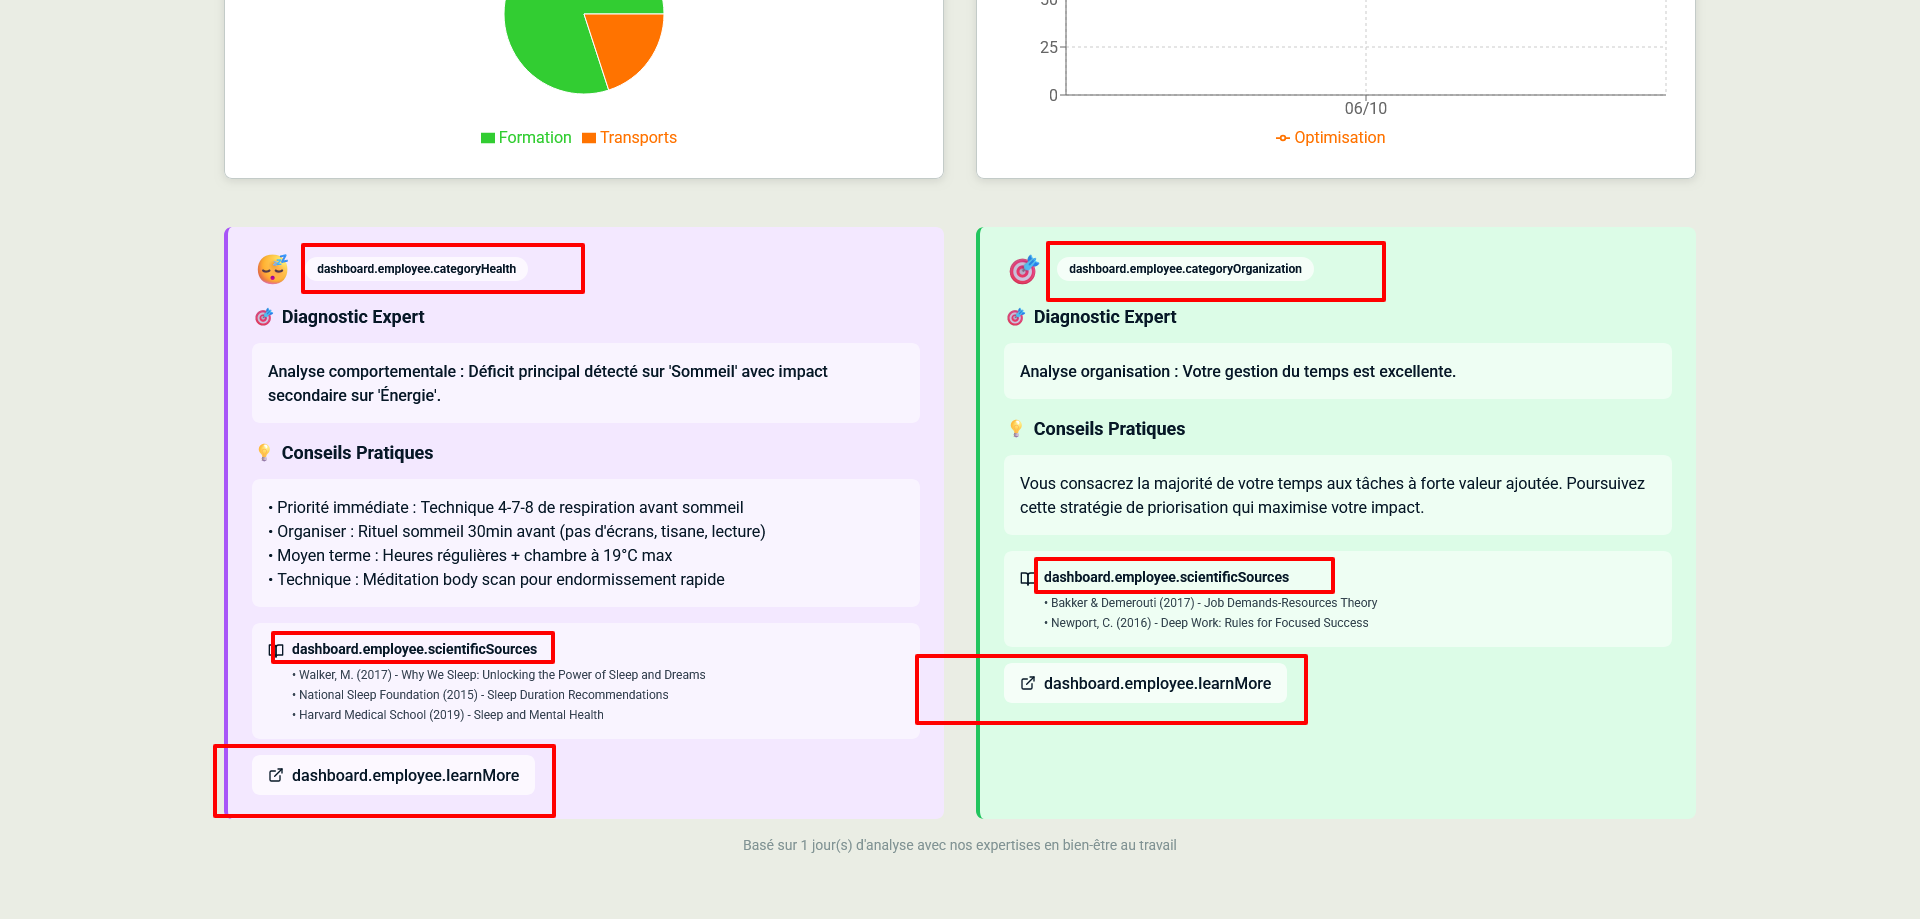 Formation Transports
25
0
06/10
Optimisation
dashboard.employee.categoryHealth
Diagnostic Expert
Analyse comportementale : Déficit principal détecté sur 'Sommeil' avec impact
secondaire sur 'Énergie'.
Conseils Pratiques
• Priorité immédiate : Technique 4-7-8 de respiration avant sommeil
• Organiser : Rituel sommeil 30min avant (pas d'écrans, tisane, lecture)
• Moyen terme : Heures régulières + chambre à 19°C max
• Technique : Méditation body scan pour endormissement rapide
dashboard.employee.scientificSources
• Walker, M. (2017) - Why We Sleep: Unlocking the Power of Sleep and Dreams
• National Sleep Foundation (2015) - Sleep Duration Recommendations
• Harvard Medical School (2019) - Sleep and Mental Health
dashboard.employee.learnMore
dashboard.employee.categoryOrganization
Diagnostic Expert
Analyse organisation : Votre gestion du temps est excellente.
Conseils Pratiques
Vous consacrez la majorité de votre temps aux tâches à forte valeur ajoutée. Poursuivez
cette stratégie de priorisation qui maximise votre impact.
dashboard.employee.scientificSources
• Bakker & Demerouti (2017) - Job Demands-Resources Theory
• Newport, C. (2016) - Deep Work: Rules for Focused Success
dashboard.employee.learnMore
Basé sur 1 jour(s) d'analyse avec nos expertises en bien-être au travail